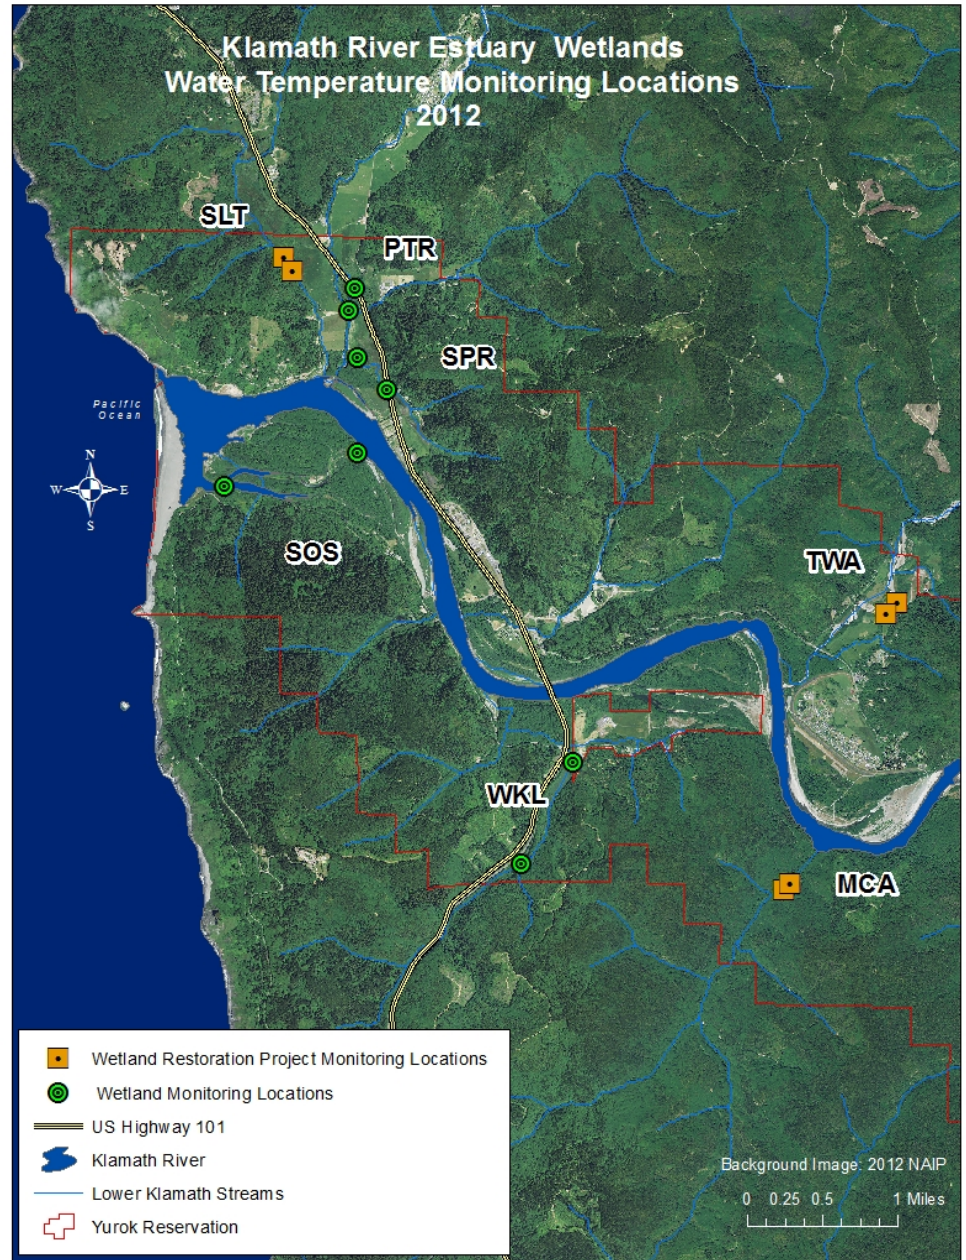 Klamath River Estuary Wetlands
Water Temperature Monitoring Locations
2012
SLT
PTR
SPR
Pacific
Ocean
N
W E
S
SOS
TWA
WKL
MCA
Wetland Restoration Project Monitoring Locations
Wetland Monitoring Locations
US Highway 101
Klamath River
Lower Klamath Streams
Yurok Reservation
Background Image: 2012 NAIP
0 0.25 0.5 1 Miles